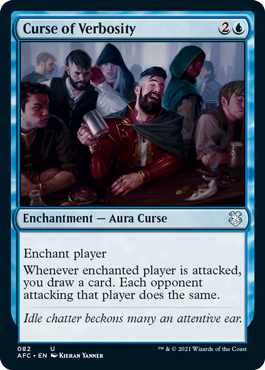 Curse of Verbosity 2
Enchantment — Aura Curse
Enchant player
Whenever enchanted player is attacked,
you draw a card. Each opponent
attacking that player does the same.
Idle chatter beckons many an attentive ear.
082 U
AFC • EN KIERAN YANNER ™ & © 2021 Wizards of the Coast